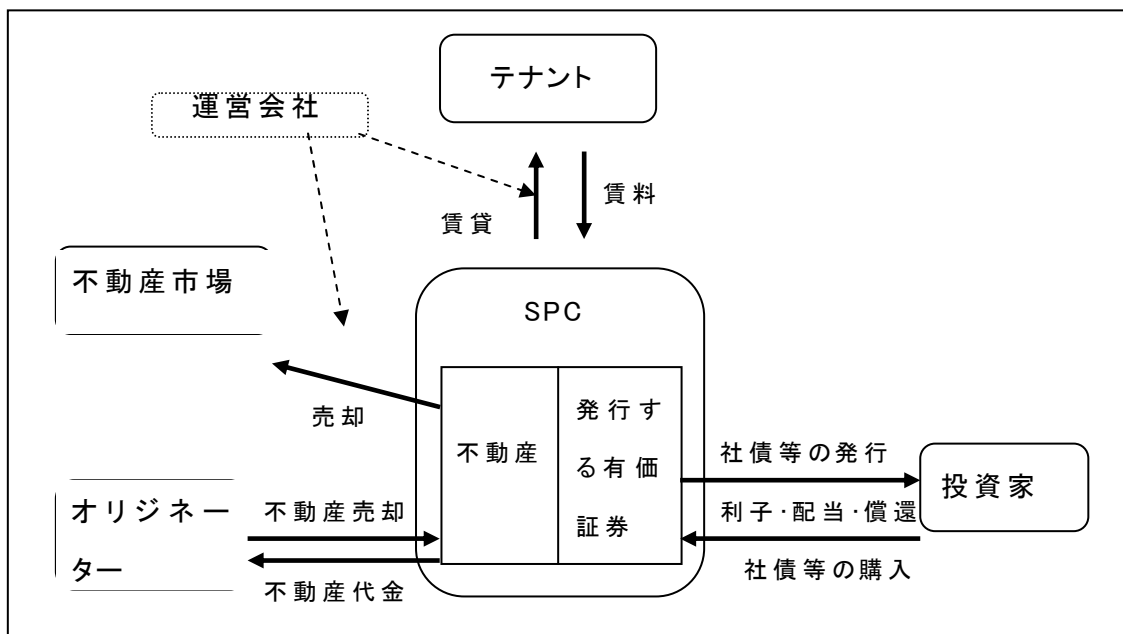 テナント
運営会社
賃料
賃貸
不動産市場
SPC
売却
発行す
る有価
証券
不動産
社債等の発行
投資家
オリジネー
ター
不動産売却
利子・配当・償還
不動産代金
社債等の購入